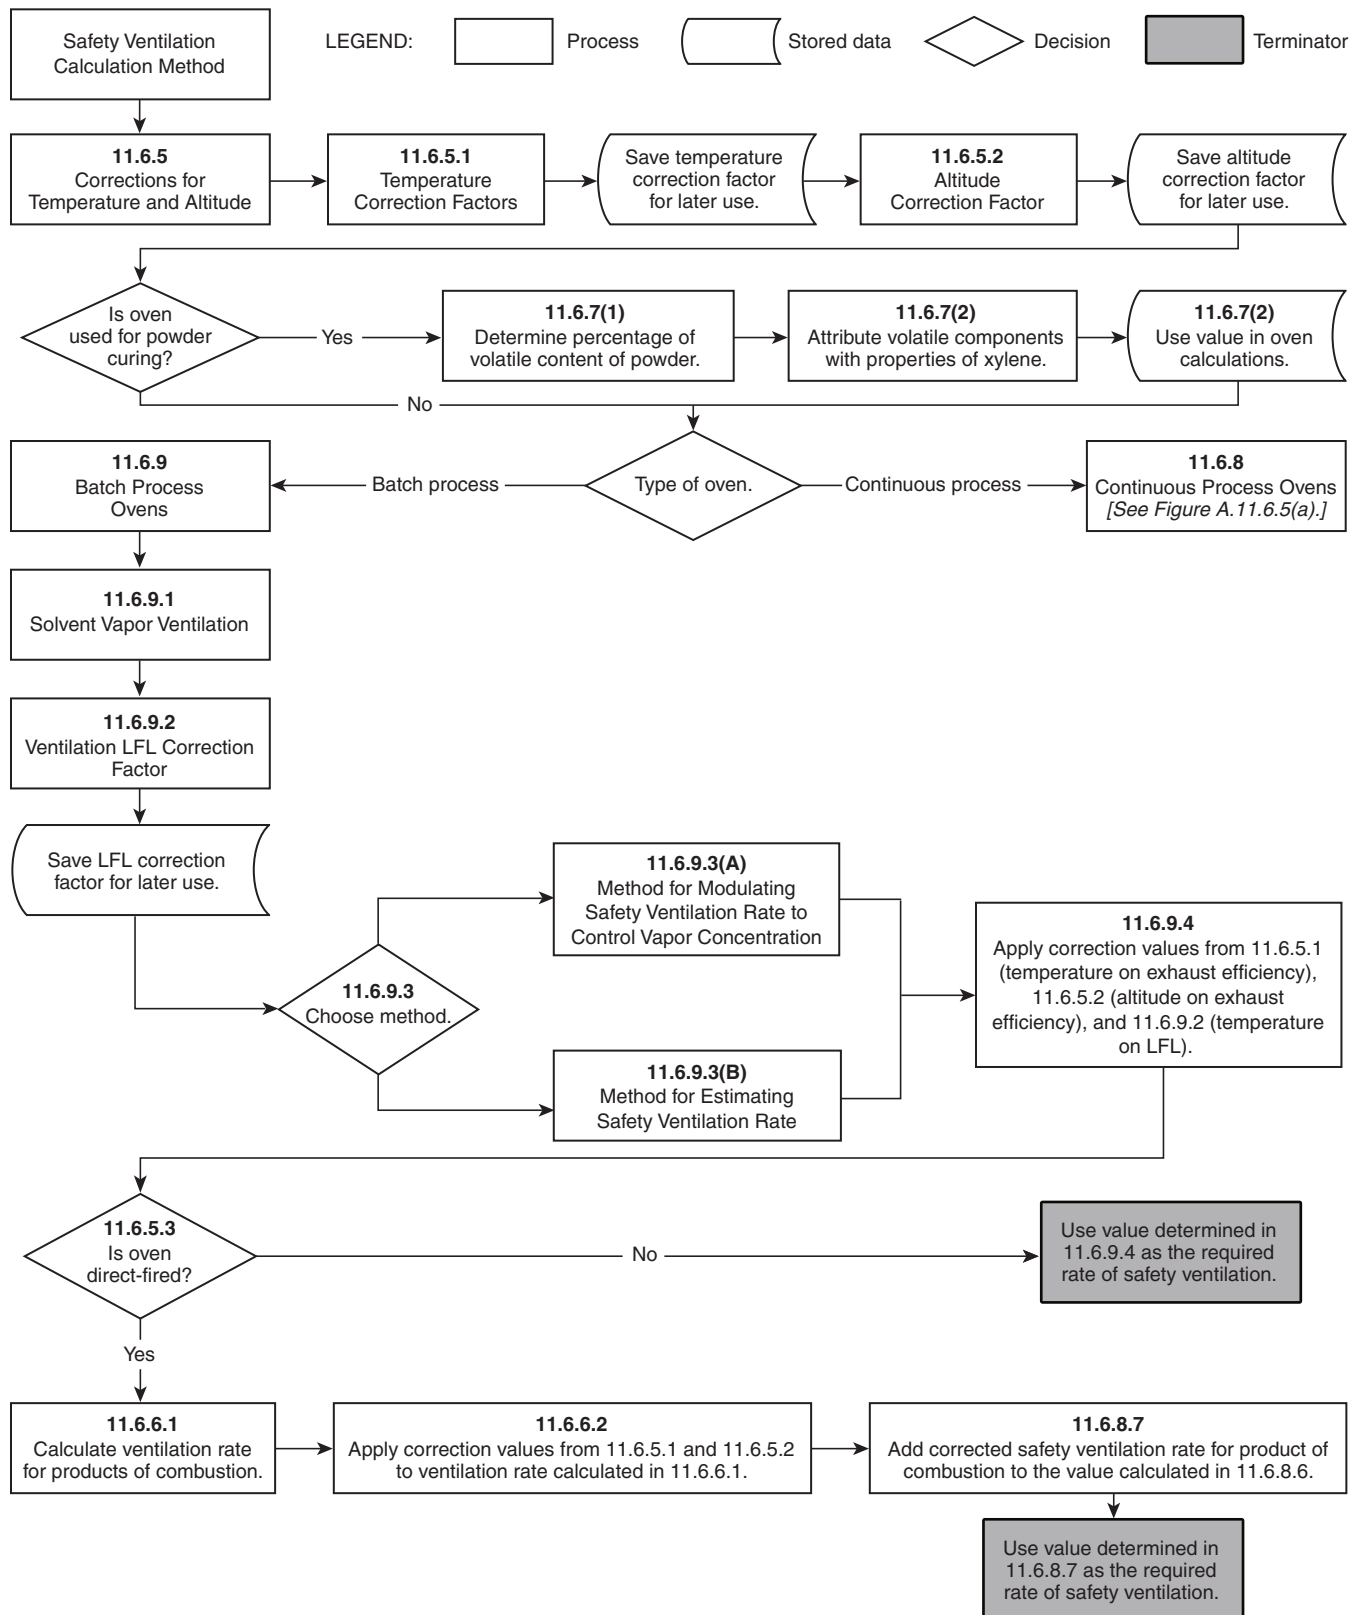 Safety Ventilation
Calculation Method
LEGEND:
Process
Stored data
Decision
Terminator
11.6.5
Corrections for
Temperature and Altitude
11.6.5.1
Temperature
Correction Factors
Save temperature
correction factor
for later use.
11.6.5.2
Altitude
Correction Factor
Save altitude
correction factor
for later use.
Is oven
used for powder
curing?
Yes
11.6.7(1)
Determine percentage of
volatile content of powder.
11.6.7(2)
Attribute volatile components
with properties of xylene.
11.6.7(2)
Use value in oven
calculations.
No
11.6.9
Batch Process
Ovens
Batch process
Type of oven.
Continuous process
11.6.8
Continuous Process Ovens
[See Figure A.11.6.5(a).]
11.6.9.1
Solvent Vapor Ventilation
11.6.9.2
Ventilation LFL Correction
Factor
Save LFL correction
factor for later use.
11.6.9.3
Choose method.
11.6.9.3(A)
Method for Modulating
Safety Ventilation Rate to
Control Vapor Concentration
11.6.9.3(B)
Method for Estimating
Safety Ventilation Rate
11.6.9.4
Apply correction values from 11.6.5.1
(temperature on exhaust efficiency),
11.6.5.2 (altitude on exhaust
efficiency), and 11.6.9.2 (temperature
on LFL).
11.6.5.3
Is oven
direct-fired?
No
Use value determined in
11.6.9.4 as the required
rate of safety ventilation.
Yes
11.6.6.1
Calculate ventilation rate
for products of combustion.
11.6.6.2
Apply correction values from 11.6.5.1 and 11.6.5.2
to ventilation rate calculated in 11.6.6.1.
11.6.8.7
Add corrected safety ventilation rate for product of
combustion to the value calculated in 11.6.8.6.
Use value determined in
11.6.8.7 as the required
rate of safety ventilation.